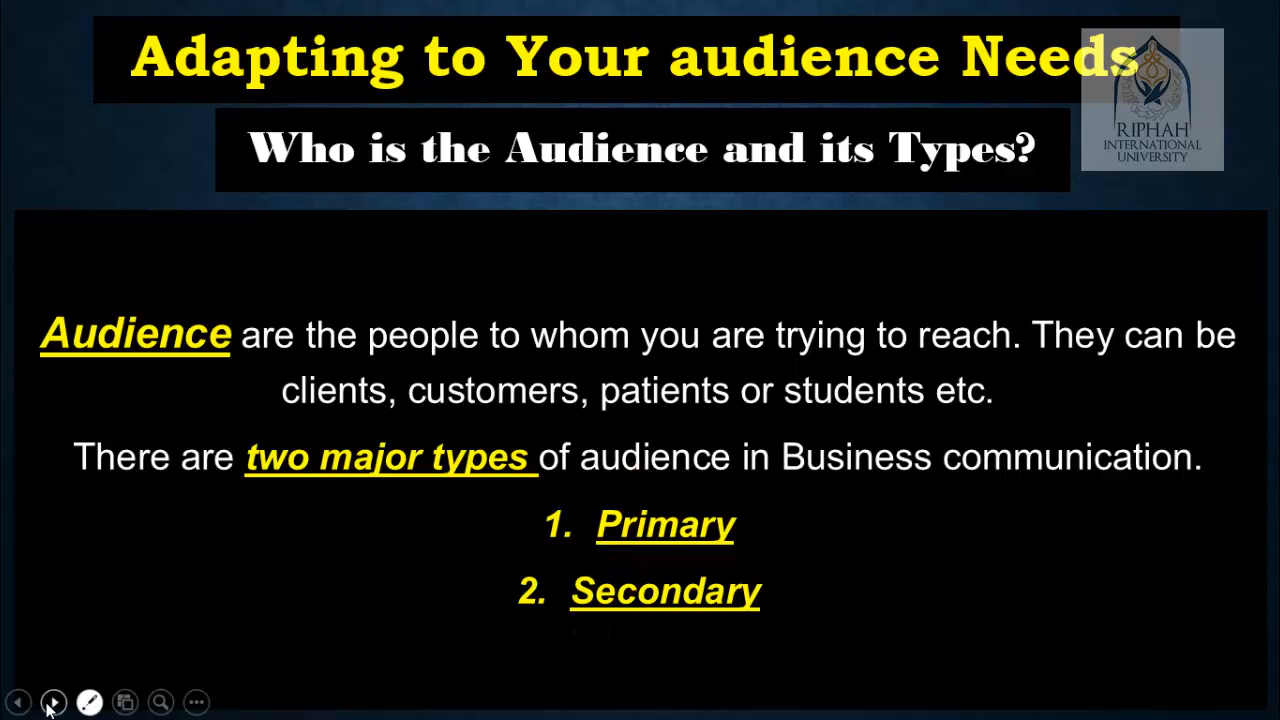 Adapting to Your audience Needs
Who is the Audience and its Types?
RIPHAH
INTERNATIONAL
UNIVERSITY
Audience are the people to whom you are trying to reach. They can be
clients, customers, patients or students etc.
There are two major types of audience in Business communication.
1. Primary
2. Secondary